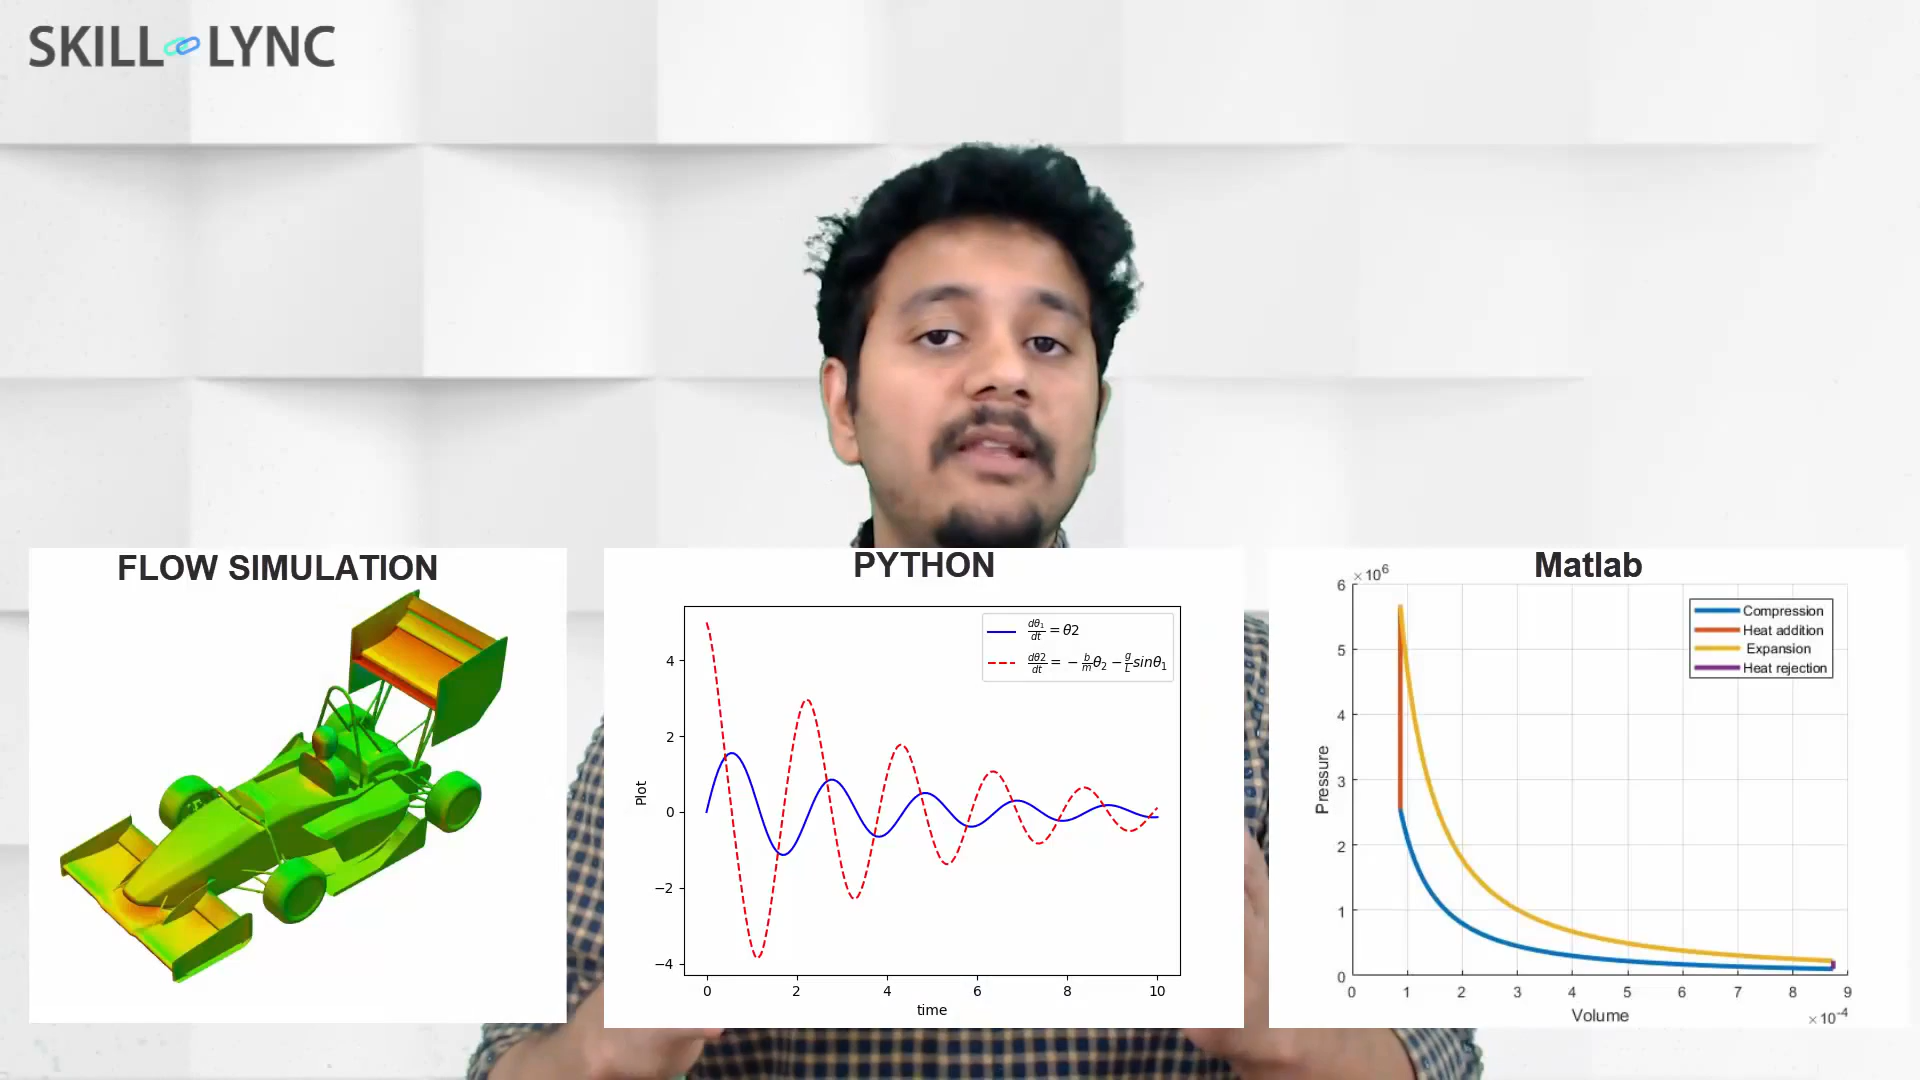 SKILL LYNC
FLOW SIMULATION
PYTHON
dθ₁/dt = θ2
dθ2/dt = −b/m θ₂ − g/L sinθ₁
4
2
0
−2
−4
Plot
0 2 4 6 8 10
time
Matlab
×10⁶
Compression
Heat addition
Expansion
Heat rejection
6
5
4
3
2
1
0
Pressure
0 1 2 3 4 5 6 7 8 9
Volume
×10⁻⁴